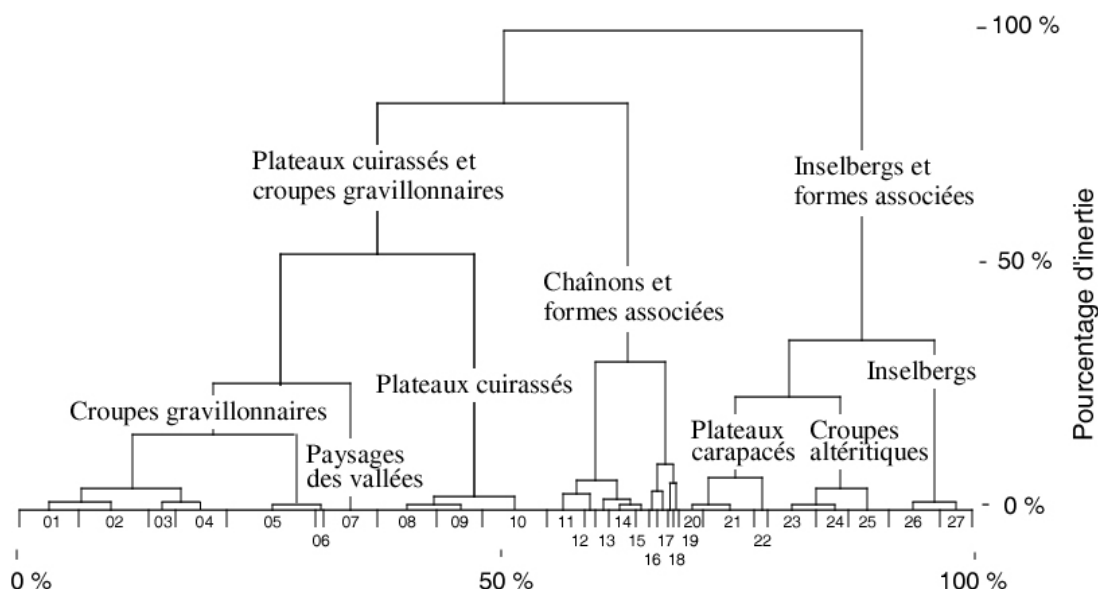 - 100 %
Plateaux cuirassés et
croupes gravillonnaires
Inselbergs et
formes associées
- 50 %
Pourcentage d'inertie
Chaînons et
formes associées
Plateaux cuirassés
Inselbergs
Croupes gravillonnaires
Paysages
des vallées
Plateaux
carapacés
Croupes
altéritiques
- 0 %
01 02 03 04 05 07 08 09 10 11 14 20 21 23 24 25 26 27
06 12 13 15 17 19 22
16 18
0 % 50 % 100 %